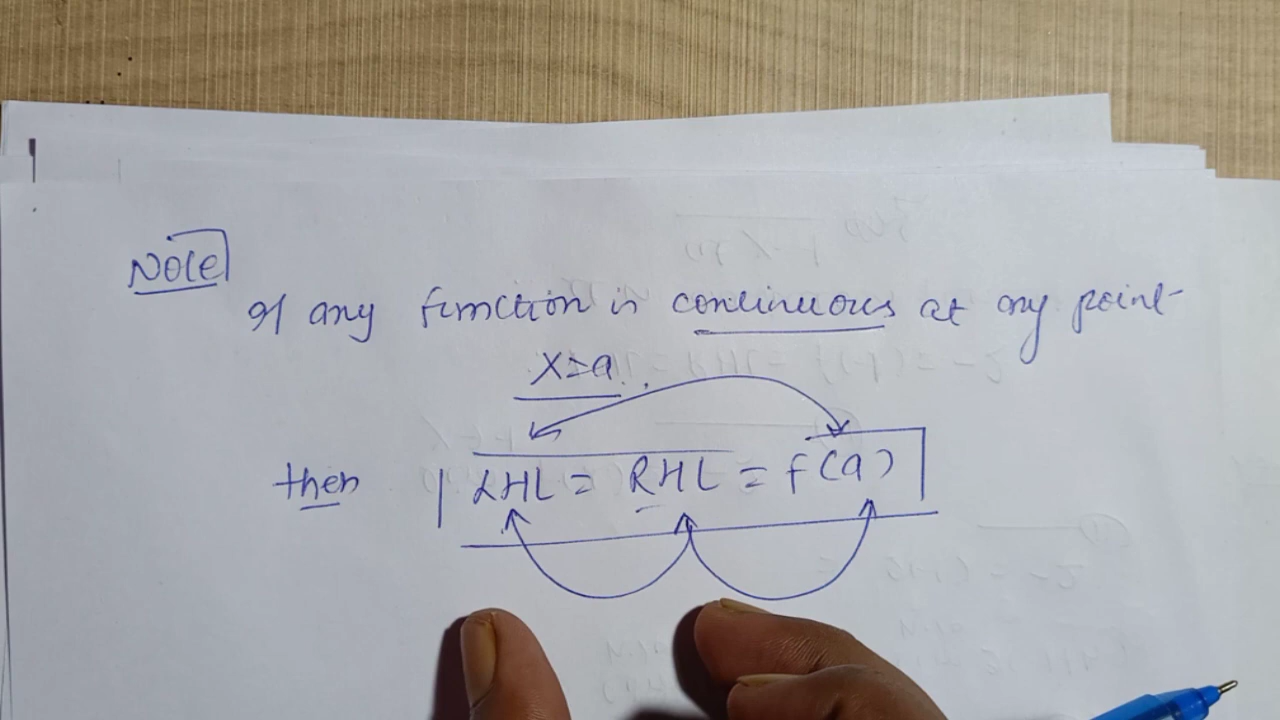 Note
If any function is continuous at any point
x=a
then LHL = RHL = f(a)